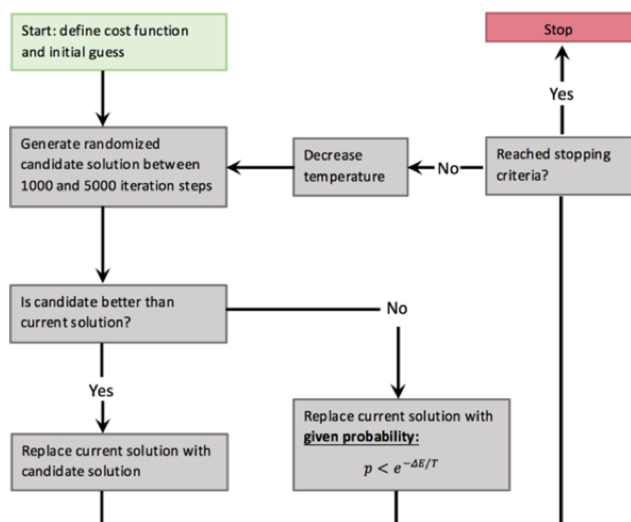 Start: define cost function
and initial guess
Stop
Yes
Generate randomized
candidate solution between
1000 and 5000 iteration steps
Decrease
temperature
No
Reached stopping
criteria?
Is candidate better than
current solution?
No
Yes
Replace current solution with
candidate solution
Replace current solution with
given probability:
p < e^{-ΔE/T}